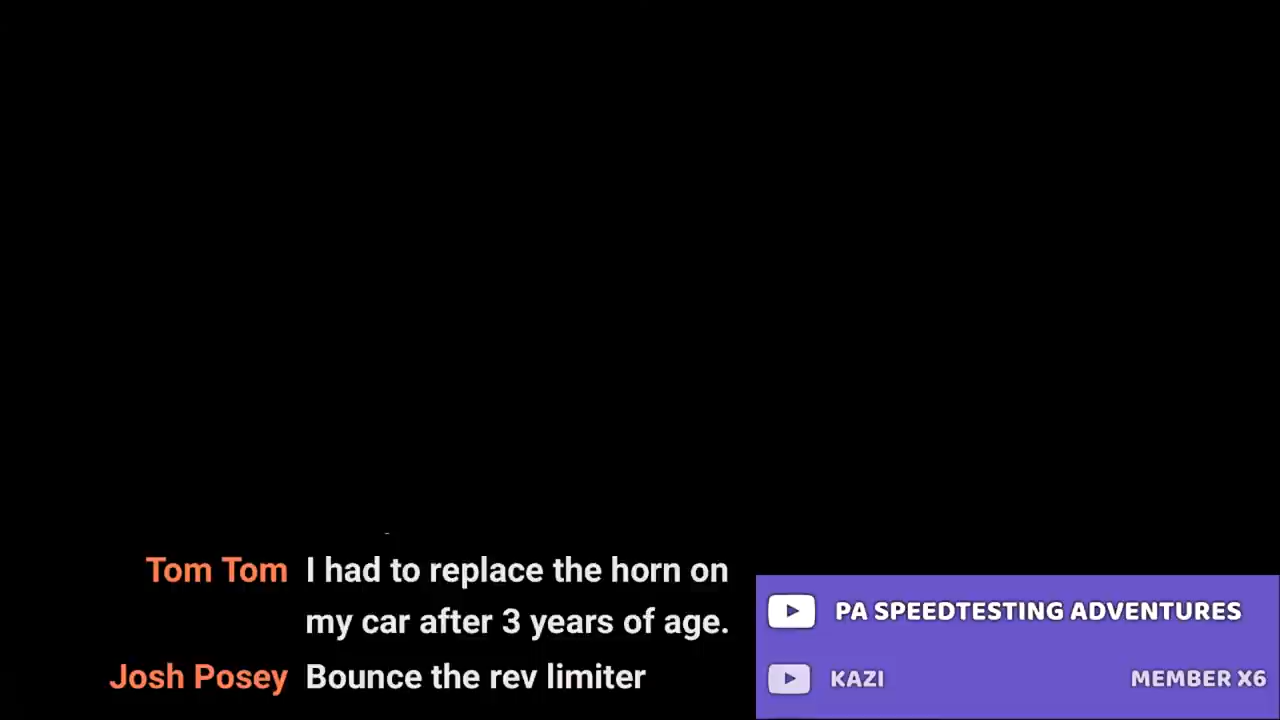 Tom Tom I had to replace the horn on
my car after 3 years of age.
Josh Posey Bounce the rev limiter
PA SPEEDTESTING ADVENTURES
KAZI MEMBER X6